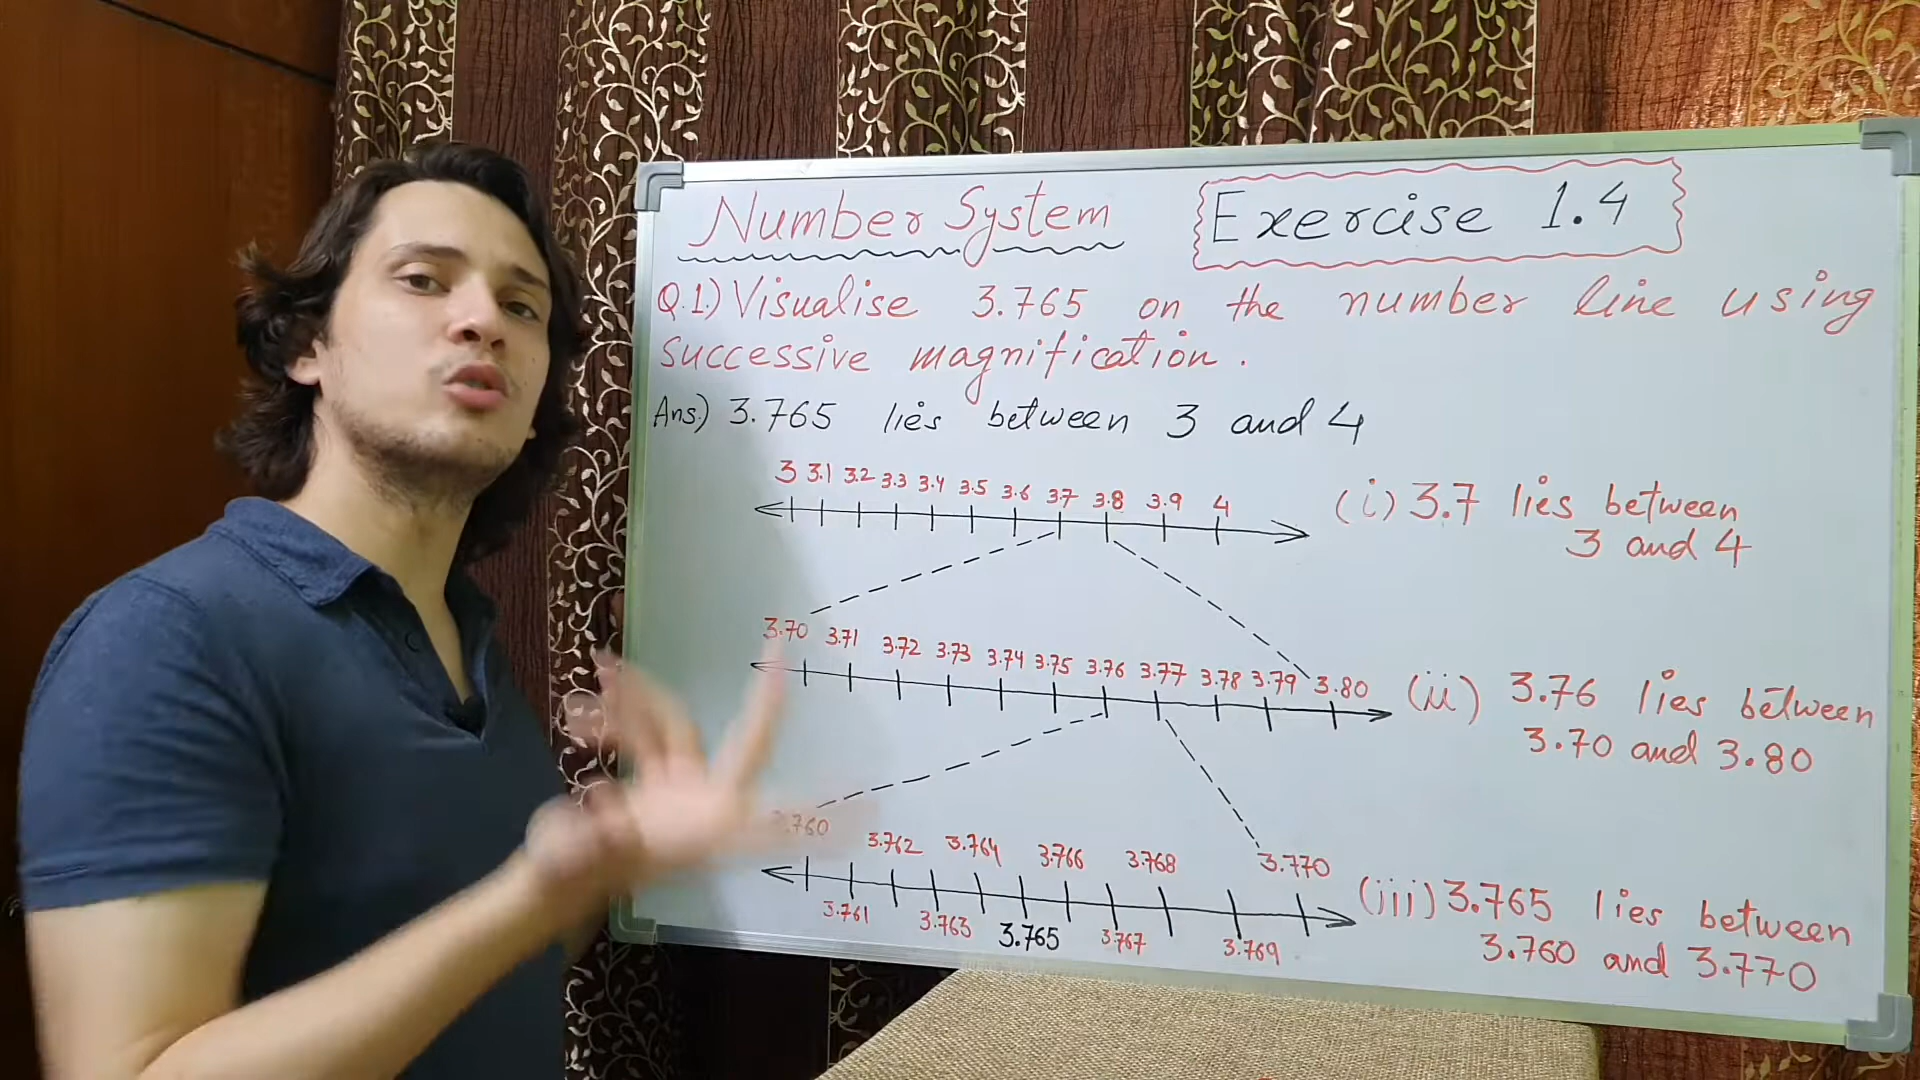 Number System
Exercise 1.4
Q.1.) Visualise 3.765 on the number line using
successive magnification.
Ans.) 3.765 lies between 3 and 4
3 3.1 3.2 3.3 3.4 3.5 3.6 3.7 3.8 3.9 4
(i) 3.7 lies between
3 and 4
3.70 3.71 3.72 3.73 3.74 3.75 3.76 3.77 3.78 3.79 3.80
(ii) 3.76 lies between
3.70 and 3.80
3.760 3.762 3.764 3.766 3.768 3.770
3.761 3.763 3.765 3.767 3.769
(iii) 3.765 lies between
3.760 and 3.770